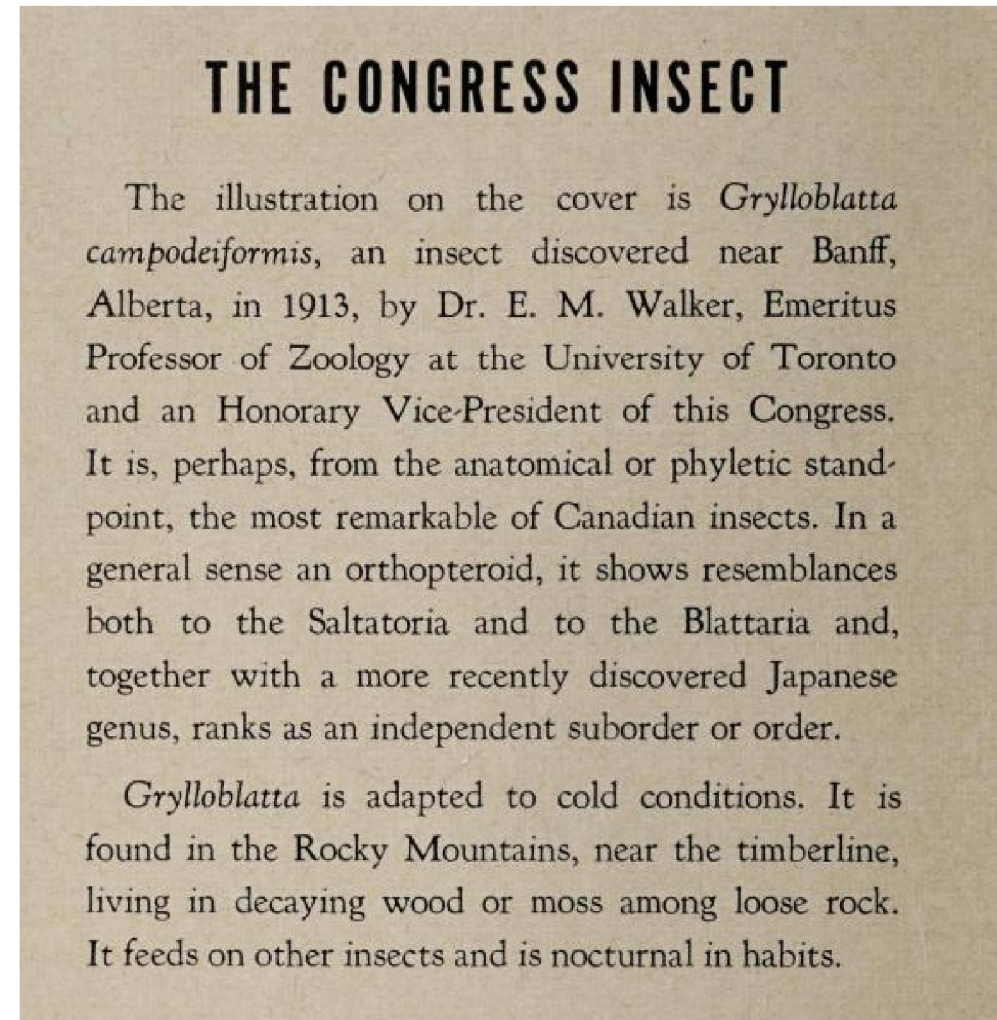 THE CONGRESS INSECT
The illustration on the cover is Grylloblatta
campodeiformis, an insect discovered near Banff,
Alberta, in 1913, by Dr. E. M. Walker, Emeritus
Professor of Zoology at the University of Toronto
and an Honorary Vice-President of this Congress.
It is, perhaps, from the anatomical or phyletic stand-
point, the most remarkable of Canadian insects. In a
general sense an orthopteroid, it shows resemblances
both to the Saltatoria and to the Blattaria and,
together with a more recently discovered Japanese
genus, ranks as an independent suborder or order.
Grylloblatta is adapted to cold conditions. It is
found in the Rocky Mountains, near the timberline,
living in decaying wood or moss among loose rock.
It feeds on other insects and is nocturnal in habits.